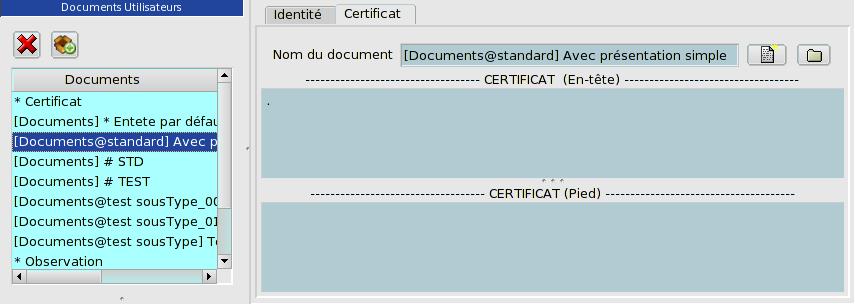 Documents Utilisateurs
Documents
* Certificat
[Documents] * Entete par défau
[Documents@standard] Avec p
[Documents] # STD
[Documents] # TEST
[Documents@test sousType_00
[Documents@test sousType_01
[Documents@test sousType] T
* Observation
Identité
Certificat
Nom du document [Documents@standard] Avec présentation simple
CERTIFICAT (En-tête)
.
CERTIFICAT (Pied)